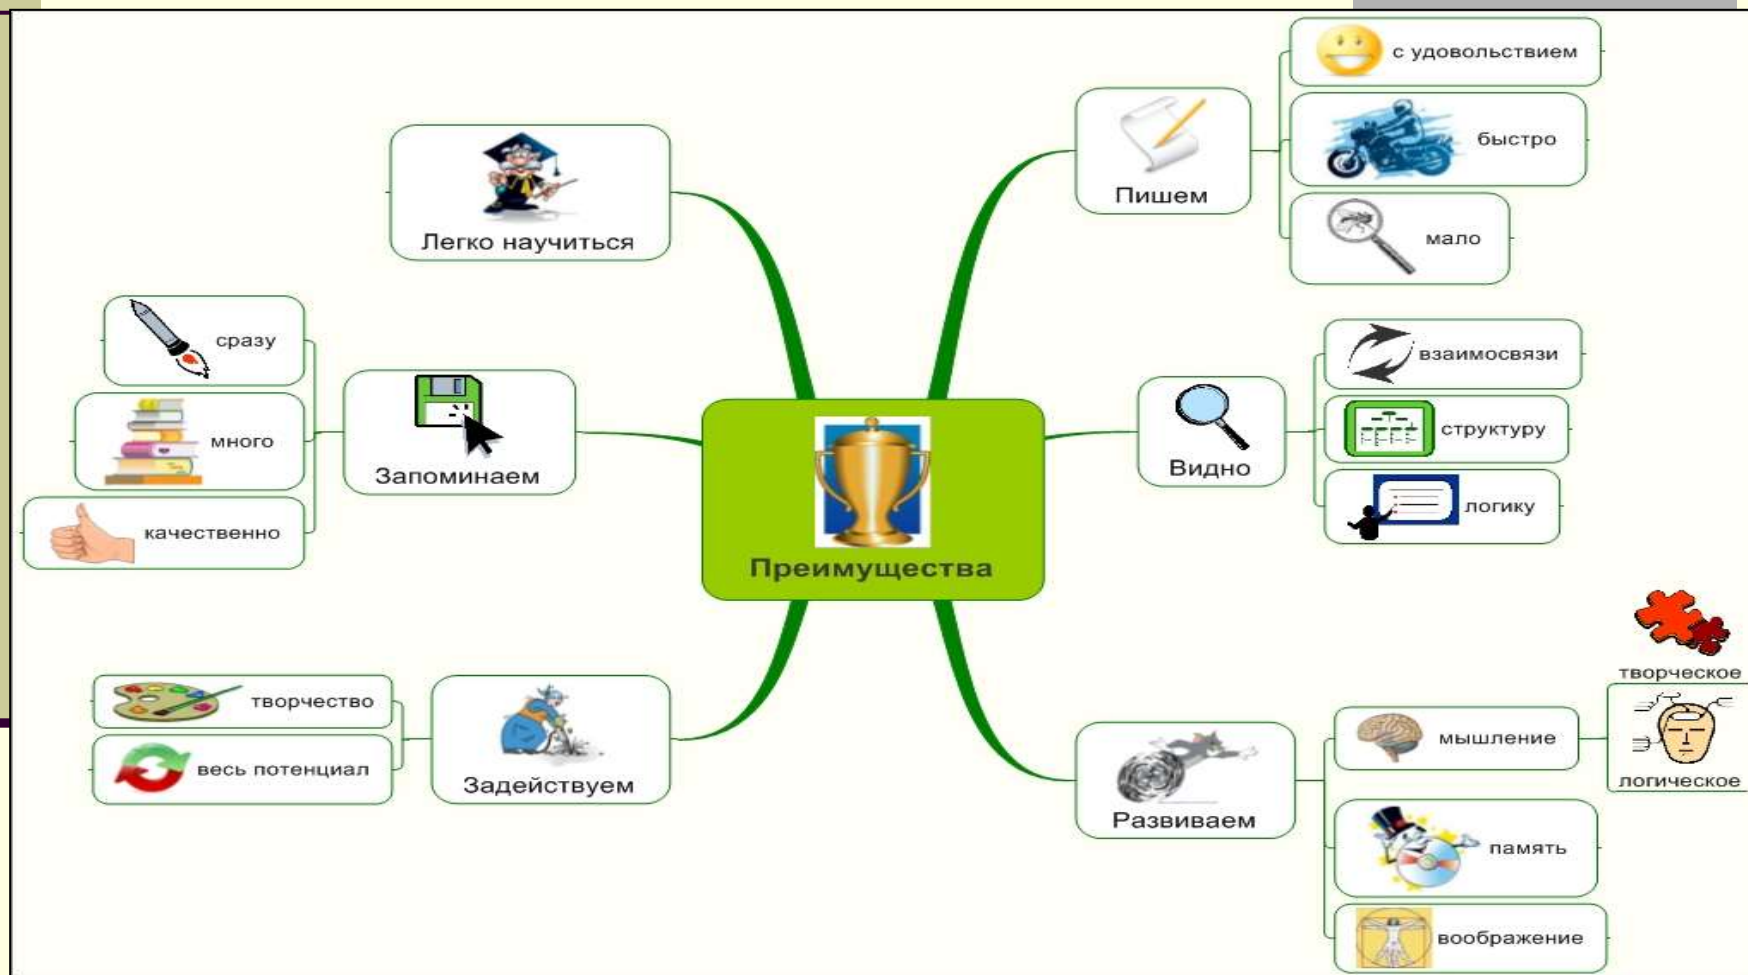 с удовольствием
быстро
Пишем
мало
Легко научиться
сразу
много
Запоминаем
качественно
взаимосвязи
структуру
Видно
логику
Преимущества
творчество
весь потенциал
Задействуем
творческое
мышление
логическое
Развиваем
память
воображение